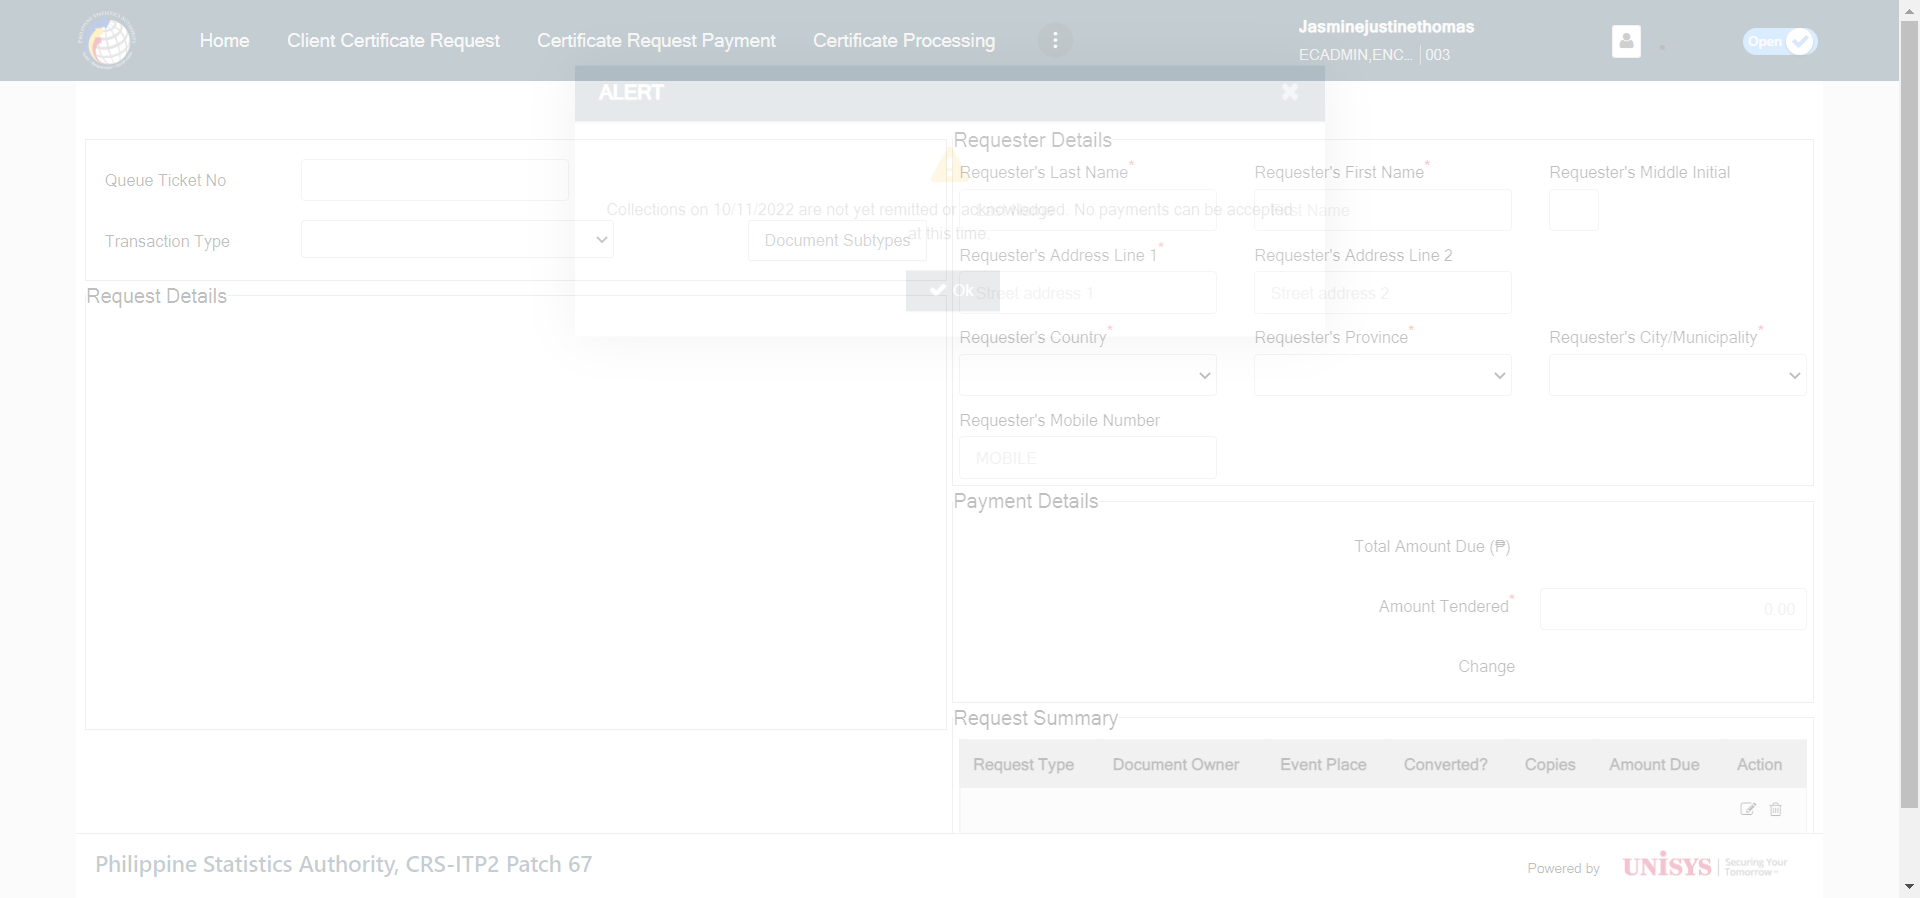 Home
Client Certificate Request
Certificate Request Payment
Certificate Processing
Jasminejustinethomas
ECADMIN,ENC... | 003
Open
ALERT
Collections on 10/11/2022 are not yet remitted or acknowledged. No payments can be accepted
at this time.
Ok
Queue Ticket No
Transaction Type
Document Subtypes
Request Details
Requester Details
Requester's Last Name*
Requester's First Name*
Requester's Middle Initial
First Name
Requester's Address Line 1*
Requester's Address Line 2
Street address 1
Street address 2
Requester's Country*
Requester's Province*
Requester's City/Municipality*
Requester's Mobile Number
MOBILE
Payment Details
Total Amount Due (₱)
Amount Tendered*
0.00
Change
Request Summary
Request Type
Document Owner
Event Place
Converted?
Copies
Amount Due
Action
Philippine Statistics Authority, CRS-ITP2 Patch 67
Powered by
UNISYS
Securing Your
Tomorrow™